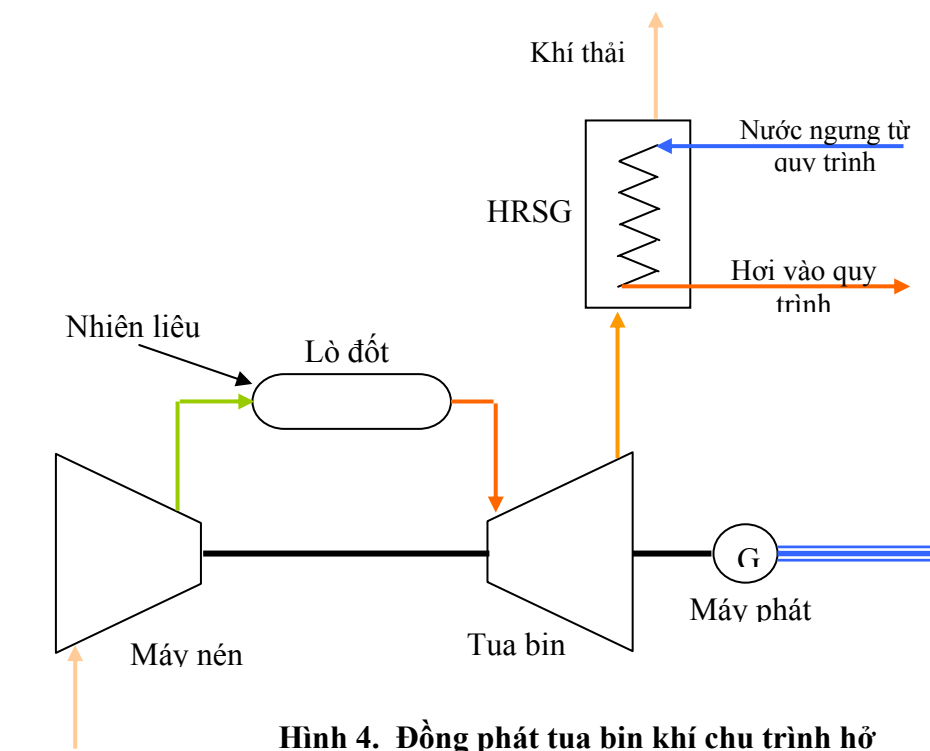 Khí thải
Nước ngưng từ
quy trình
HRSG
Hơi vào quy
trình
Nhiên liêu
Lò đốt
G
Máy phát
Tua bin
Máy nén
Hình 4. Đồng phát tua bin khí chu trình hở